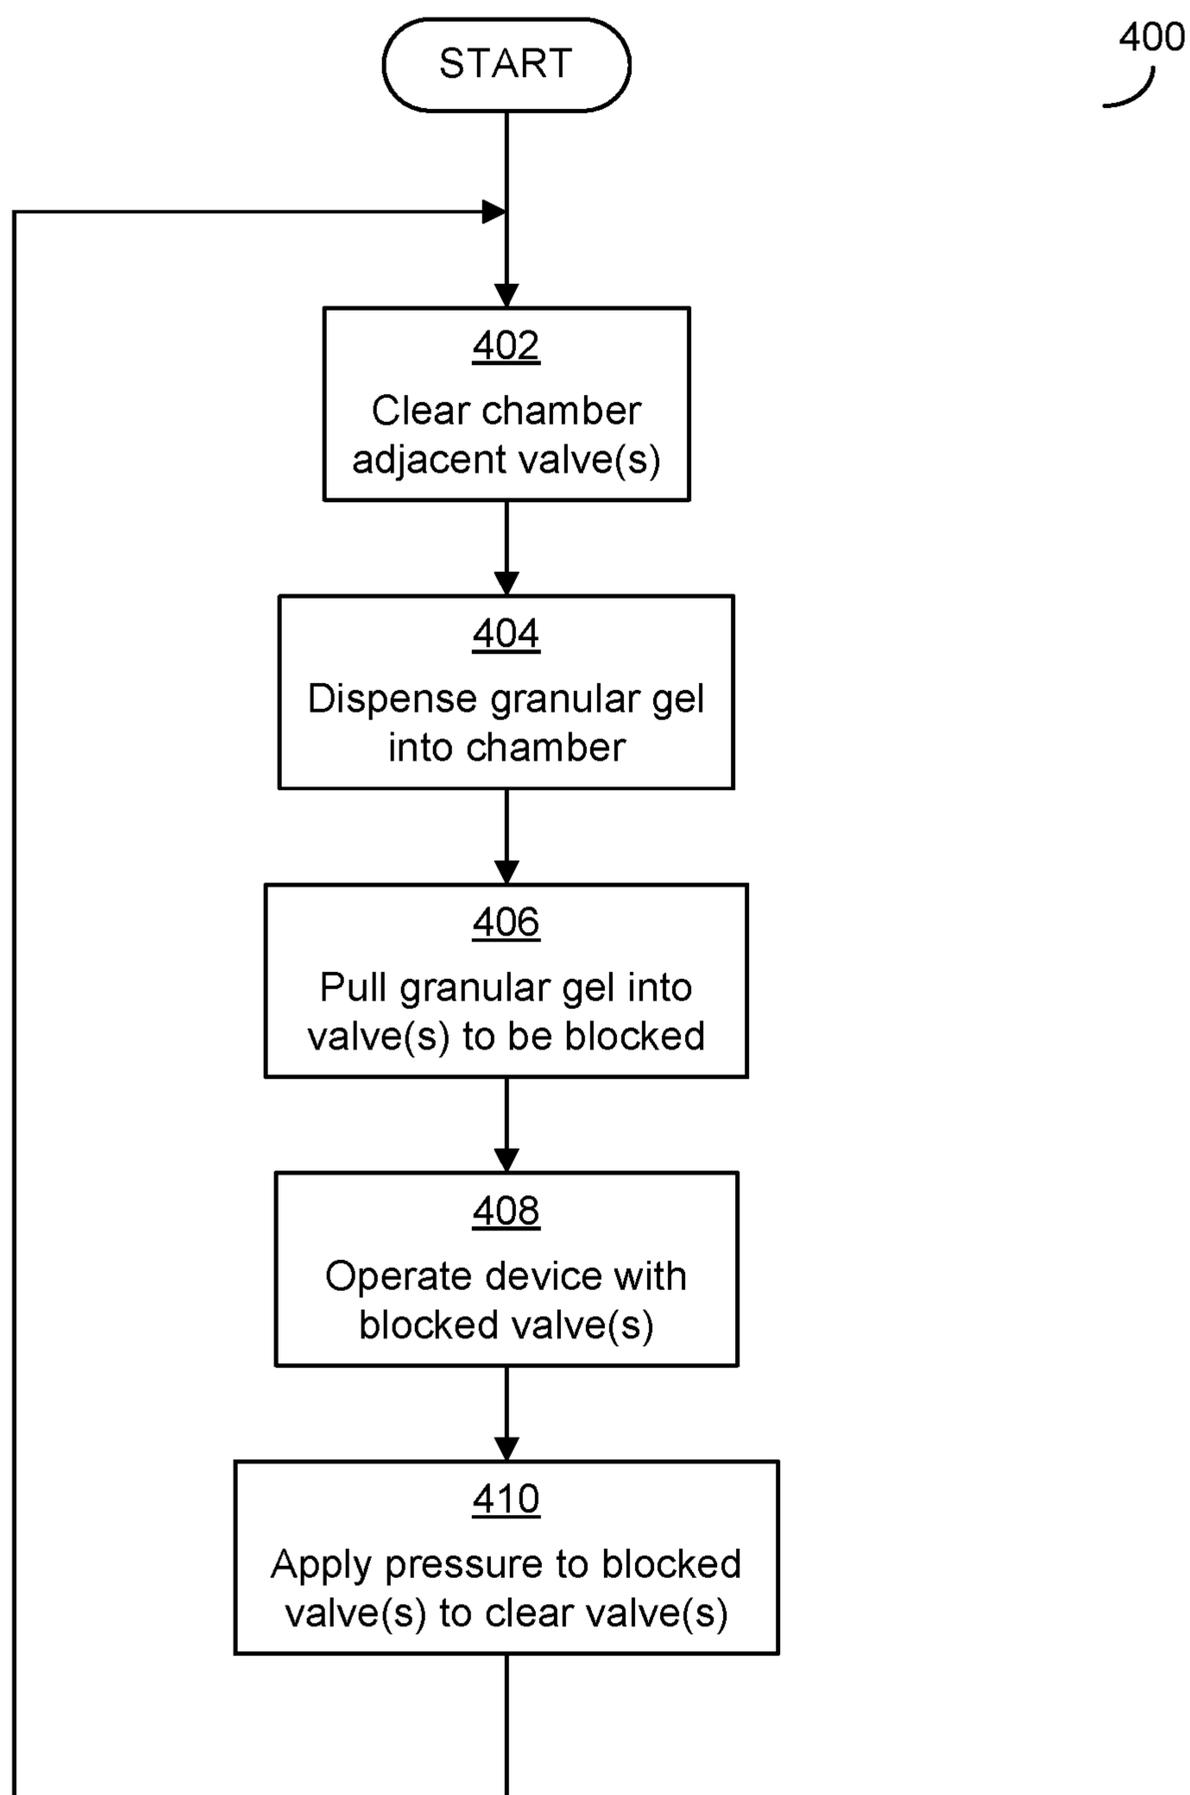 START
400
402
Clear chamber
adjacent valve(s)
404
Dispense granular gel
into chamber
406
Pull granular gel into
valve(s) to be blocked
408
Operate device with
blocked valve(s)
410
Apply pressure to blocked
valve(s) to clear valve(s)